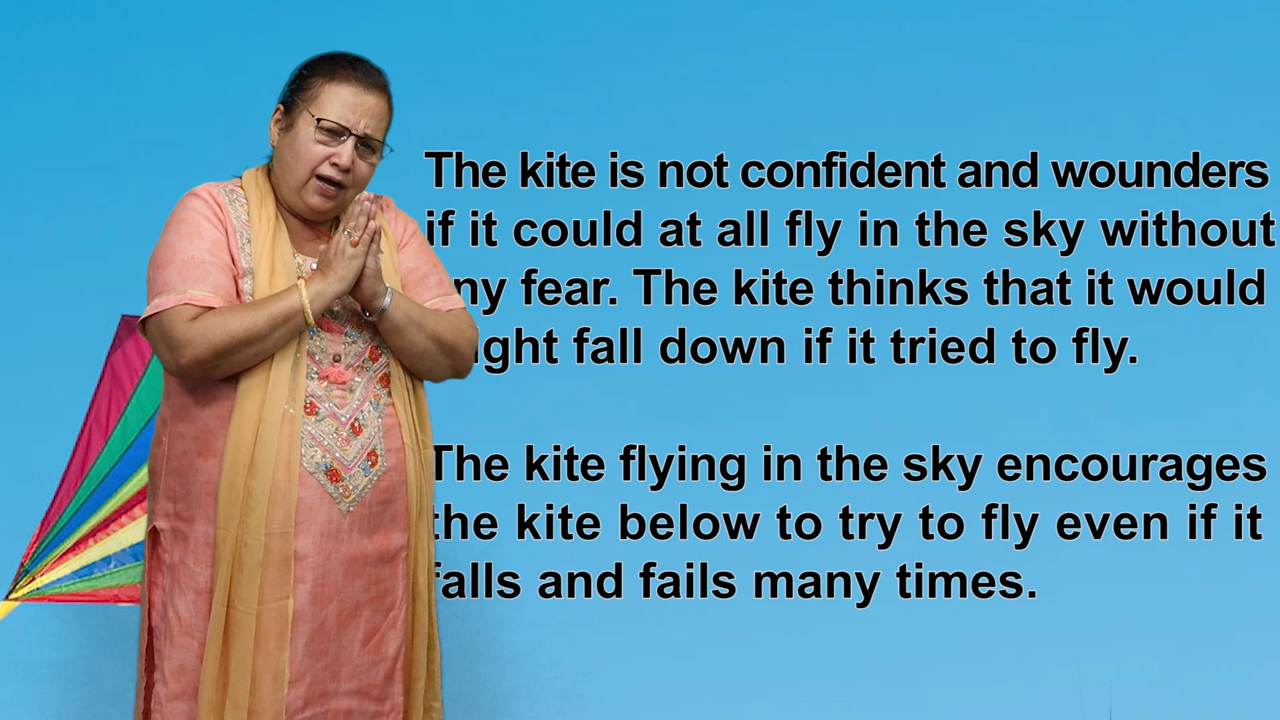 The kite is not confident and wounders
if it could at all fly in the sky without
ny fear. The kite thinks that it would
ight fall down if it tried to fly.
The kite flying in the sky encourages
the kite below to try to fly even if it
falls and fails many times.